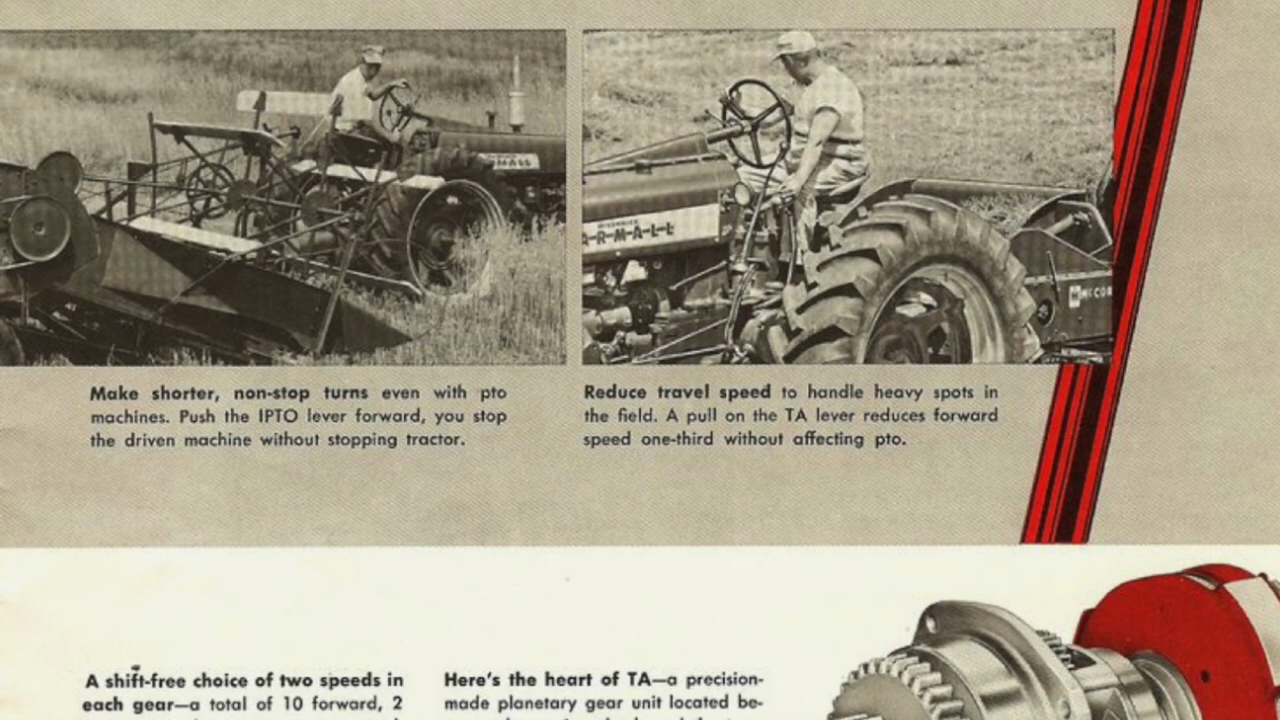 Make shorter, non-stop turns even with pto
machines. Push the IPTO lever forward, you stop
the driven machine without stopping tractor.
Reduce travel speed to handle heavy spots in
the field. A pull on the TA lever reduces forward
speed one-third without affecting pto.
A shift-free choice of two speeds in
each gear—a total of 10 forward, 2
Here's the heart of TA—a precision-
made planetary gear unit located be-